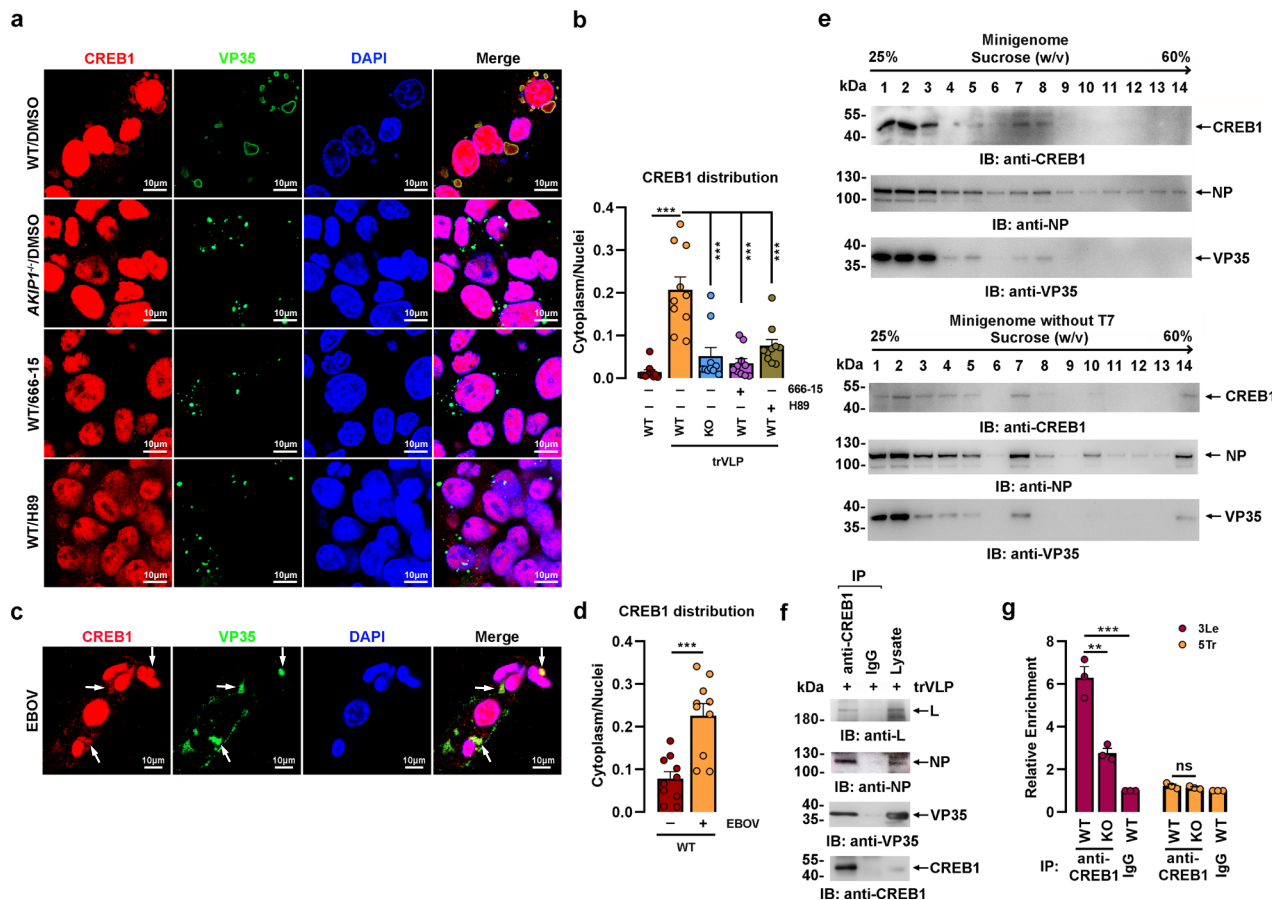 a
CREB1 VP35 DAPI Merge
WT/DMSO
10μm 10μm 10μm 10μm
AKIP1-/-/DMSO
10μm 10μm 10μm 10μm
WT/666-15
10μm 10μm 10μm 10μm
WT/H89
10μm 10μm 10μm 10μm
b
CREB1 distribution
Cytoplasm/Nuclei
0.4
0.3
0.2
0.1
0.0
*** *** *** ***
– – – + – 666-15
– – – – + H89
WT WT KO WT WT
trVLP
c
CREB1 VP35 DAPI Merge
EBOV
10μm 10μm 10μm 10μm
d
CREB1 distribution
Cytoplasm/Nuclei
0.4
0.3
0.2
0.1
0.0
***
– + EBOV
WT
e
Minigenome
25% Sucrose (w/v) 60%
kDa 1 2 3 4 5 6 7 8 9 10 11 12 13 14
55-
40-
CREB1
IB: anti-CREB1
130-
100-
NP
IB: anti-NP
40-
35-
VP35
IB: anti-VP35
Minigenome without T7
25% Sucrose (w/v) 60%
kDa 1 2 3 4 5 6 7 8 9 10 11 12 13 14
55-
40-
CREB1
IB: anti-CREB1
130-
100-
NP
IB: anti-NP
40-
35-
VP35
IB: anti-VP35
f
IP
anti-CREB1 IgG Lysate
kDa + + + trVLP
180-
L
IB: anti-L
130-
100-
NP
IB: anti-NP
40-
35-
VP35
IB: anti-VP35
55-
40-
CREB1
IB: anti-CREB1
g
3Le
5Tr
Relative Enrichment
8
6
4
2
0
***
**
ns
WT KO WT WT KO WT
IP: anti-CREB1 IgG anti-CREB1 IgG